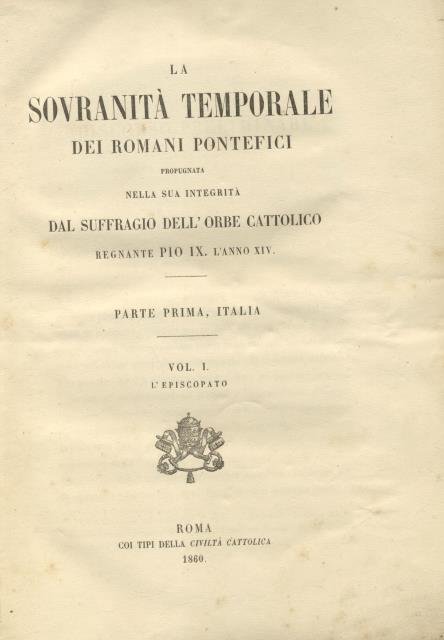 LA
SOVRANITÀ TEMPORALE
DEI ROMANI PONTEFICI
PROPUGNATA
NELLA SUA INTEGRITÀ
DAL SUFFRAGIO DELL'ORBE CATTOLICO
REGNANTE PIO IX. L'ANNO XIV.
PARTE PRIMA, ITALIA
VOL. I.
L'EPISCOPATO
ROMA
COI TIPI DELLA CIVILTÀ CATTOLICA
1860.